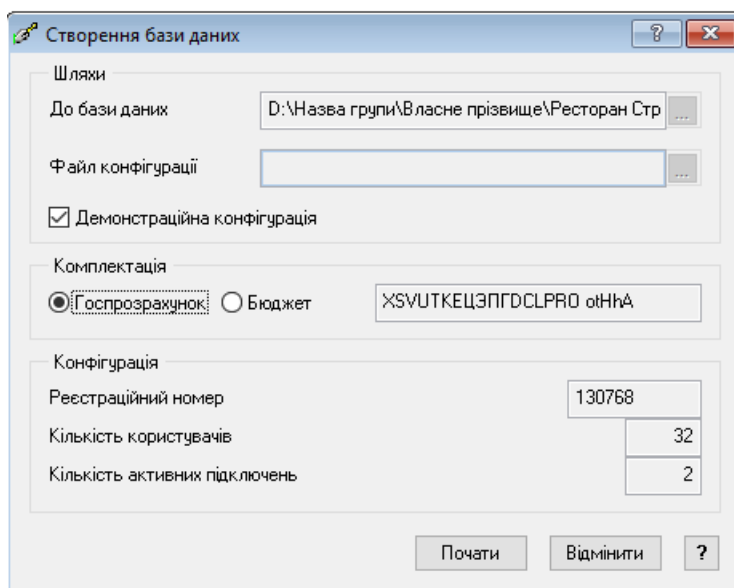 Створення бази даних
Шляхи
До бази даних D:\Назва групи\Власне прізвище\Ресторан Стр ...
Файл конфігурації ...
Демонстраційна конфігурація
Комплектація
Госпрозрахунок Бюджет XSVUTKEЦЭПГDCLPRO otHhA
Конфігурація
Реєстраційний номер 130768
Кількість користувачів 32
Кількість активних підключень 2
Почати Відмінити ?